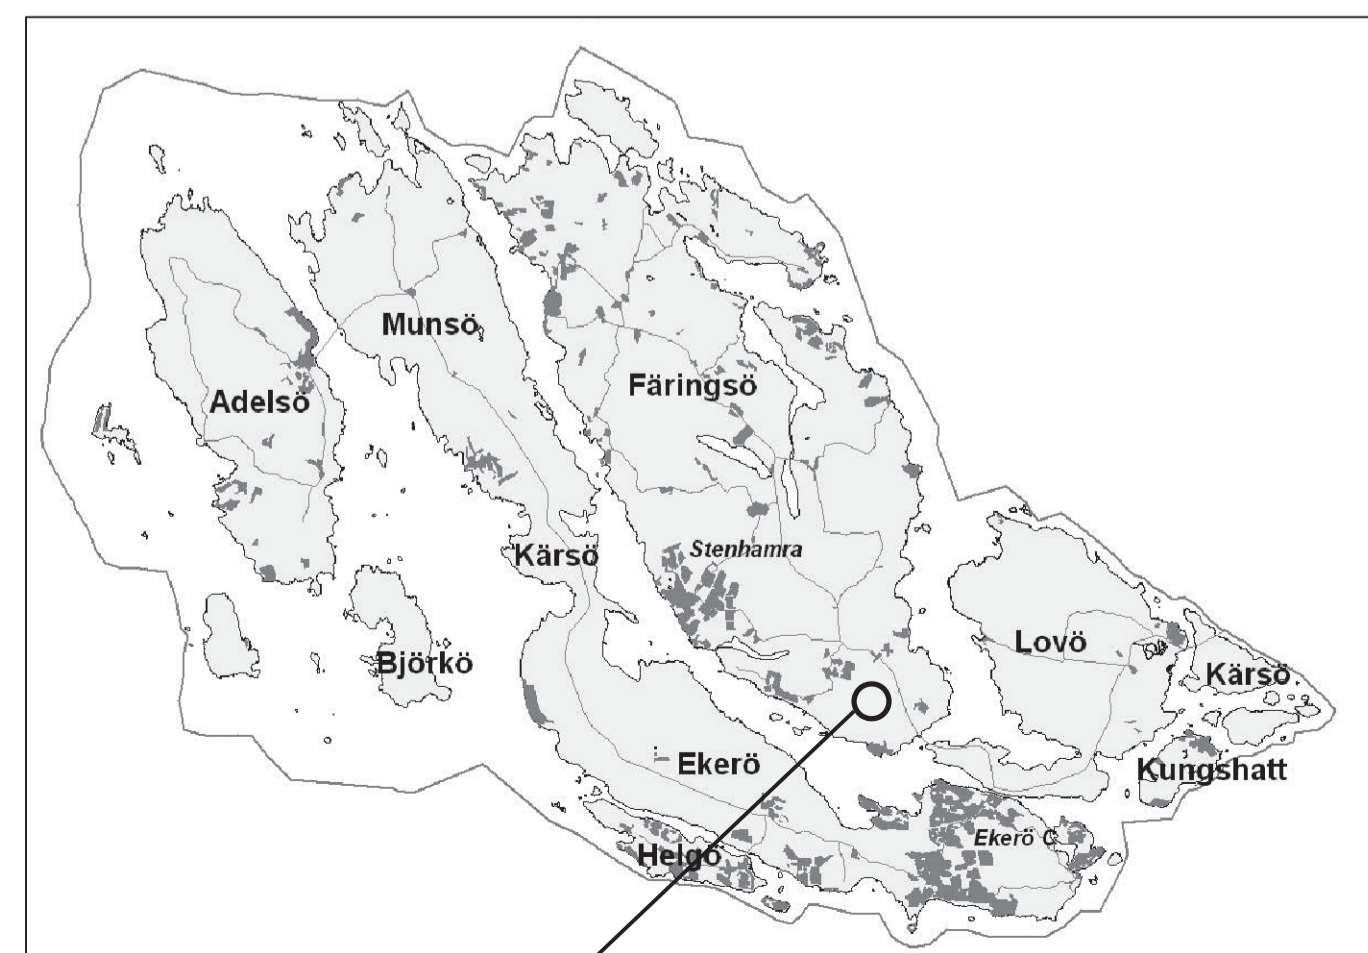 Munsö
Färingsö
Adelsö
Stenhamra
Kärsö
Lovö
Björkö
Kärsö
Ekerö
Kungshatt
Ekerö C
Helgö